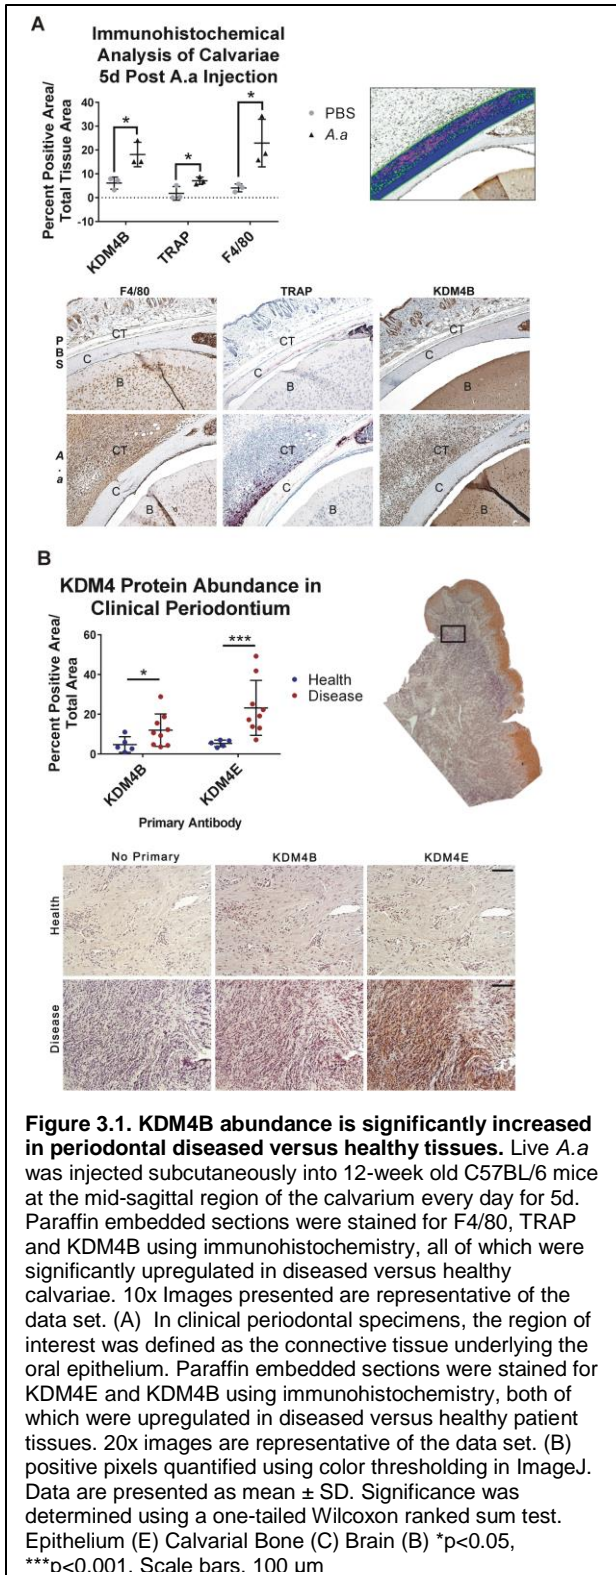 A
Immunohistochemical
Analysis of Calvariae
5d Post A.a Injection
Percent Positive Area/
Total Tissue Area
40
30
20
10
0
-10
*
*
*
KDM4B
TRAP
F4/80
PBS
A.a
F4/80
TRAP
KDM4B
PBS
CT
C
B
CT
C
B
CT
C
B
A.a
CT
C
B
CT
C
B
CT
C
B
B
KDM4 Protein Abundance in
Clinical Periodontium
Percent Positive Area/
Total Area
60
40
20
0
*
***
Health
Disease
KDM4B
KDM4E
Primary Antibody
No Primary
KDM4B
KDM4E
Health
Disease
Figure 3.1. KDM4B abundance is significantly increased
in periodontal diseased versus healthy tissues. Live A.a
was injected subcutaneously into 12-week old C57BL/6 mice
at the mid-sagittal region of the calvarium every day for 5d.
Paraffin embedded sections were stained for F4/80, TRAP
and KDM4B using immunohistochemistry, all of which were
significantly upregulated in diseased versus healthy
calvariae. 10x Images presented are representative of the
data set. (A) In clinical periodontal specimens, the region of
interest was defined as the connective tissue underlying the
oral epithelium. Paraffin embedded sections were stained for
KDM4E and KDM4B using immunohistochemistry, both of
which were upregulated in diseased versus healthy patient
tissues. 20x images are representative of the data set. (B)
positive pixels quantified using color thresholding in ImageJ.
Data are presented as mean ± SD. Significance was
determined using a one-tailed Wilcoxon ranked sum test.
Epithelium (E) Calvarial Bone (C) Brain (B) *p<0.05,
***p<0.001. Scale bars, 100 µm